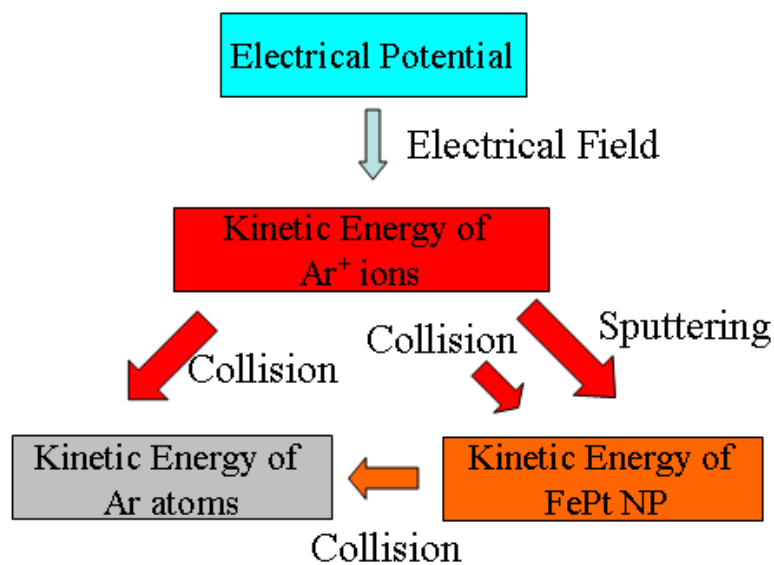 Electrical Potential
Electrical Field
Kinetic Energy of
Ar⁺ ions
Sputtering
Collision
Collision
Kinetic Energy of
Ar atoms
Kinetic Energy of
FePt NP
Collision